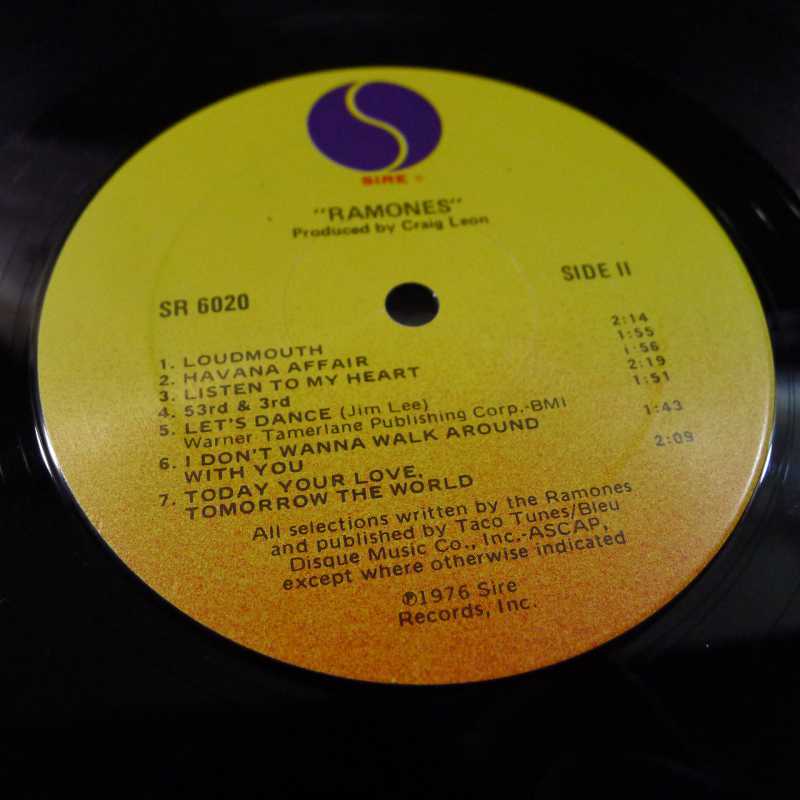 SIRE
"RAMONES"
Produced by Craig Leon
SR 6020
SIDE II
1. LOUDMOUTH 2:14
2. HAVANA AFFAIR 1:55
3. LISTEN TO MY HEART 1:56
4. 53rd & 3rd 2:19
5. LET'S DANCE (Jim Lee) 1:51
Warner Tamerlane Publishing Corp.-BMI
6. I DON'T WANNA WALK AROUND 1:43
WITH YOU
7. TODAY YOUR LOVE, 2:09
TOMORROW THE WORLD
All selections written by the Ramones
and published by Taco Tunes/Bleu
Disque Music Co., Inc.-ASCAP,
except where otherwise indicated
℗1976 Sire
Records, Inc.